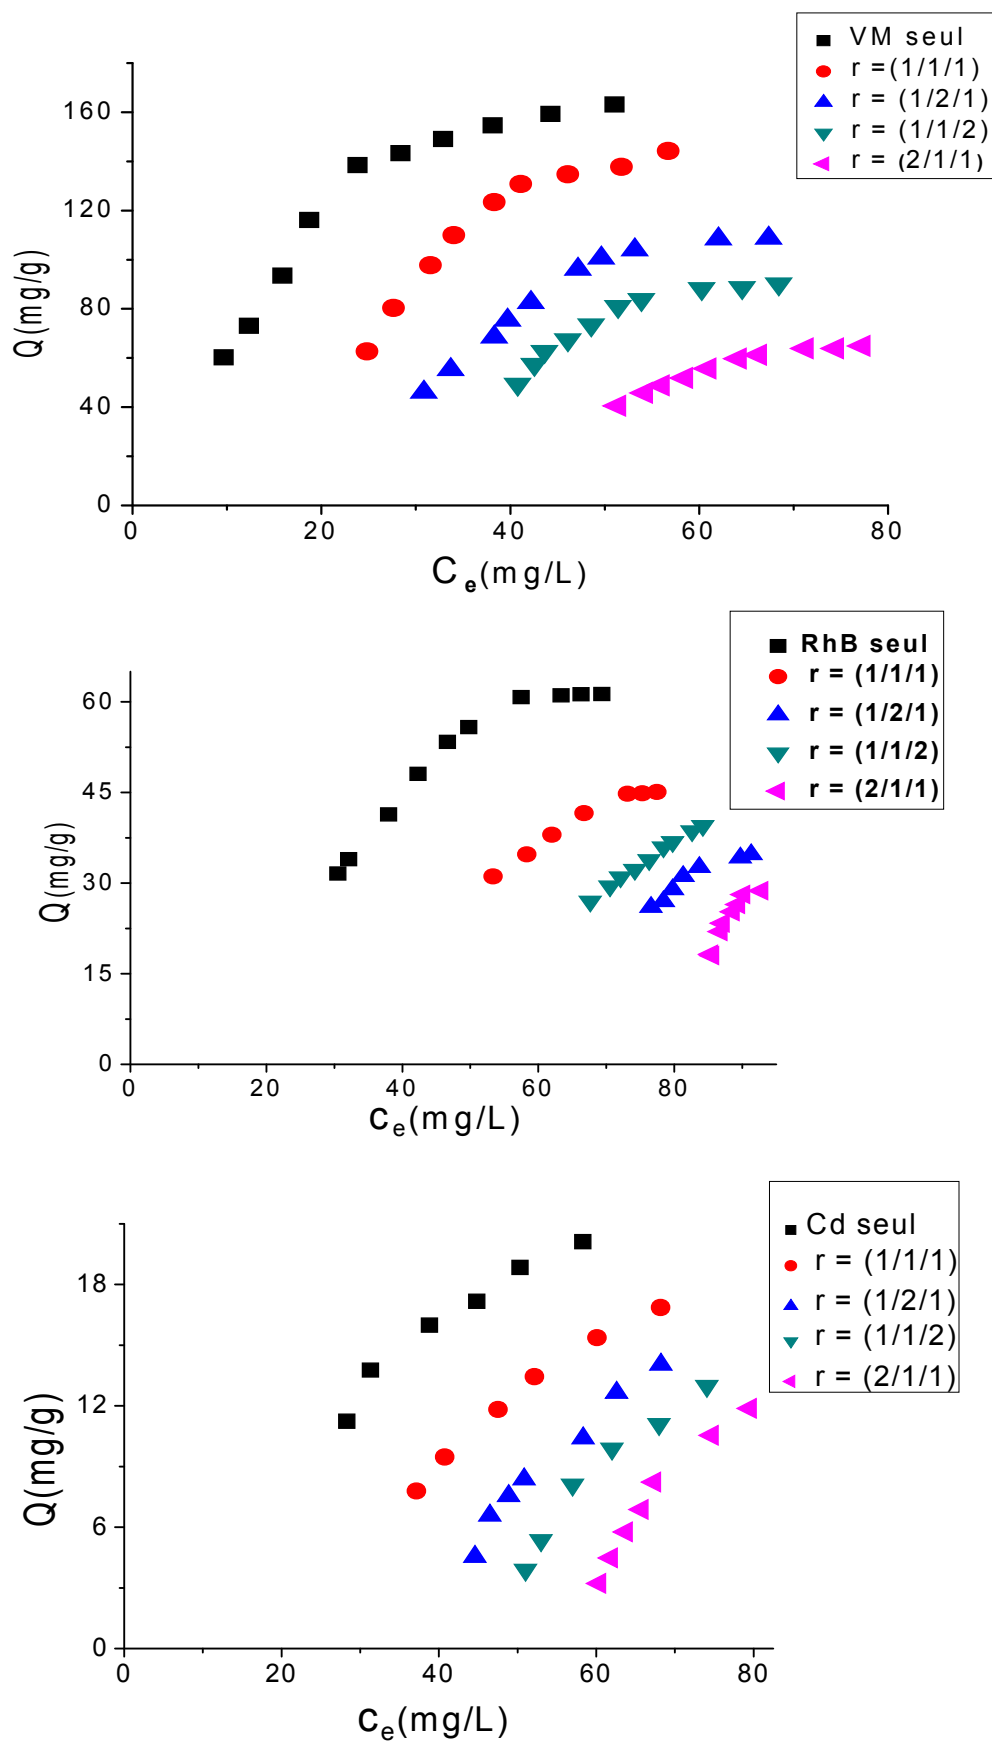 VM seul
r =(1/1/1)
r = (1/2/1)
r = (1/1/2)
r = (2/1/1)
160
120
80
40
0
Q(mg/g)
0 20 40 60 80
Ce(mg/L)
RhB seul
r = (1/1/1)
r = (1/2/1)
r = (1/1/2)
r = (2/1/1)
60
45
30
15
0
Q(mg/g)
0 20 40 60 80
ce(mg/L)
Cd seul
r = (1/1/1)
r = (1/2/1)
r = (1/1/2)
r = (2/1/1)
18
12
6
0
Q(mg/g)
0 20 40 60 80
ce(mg/L)